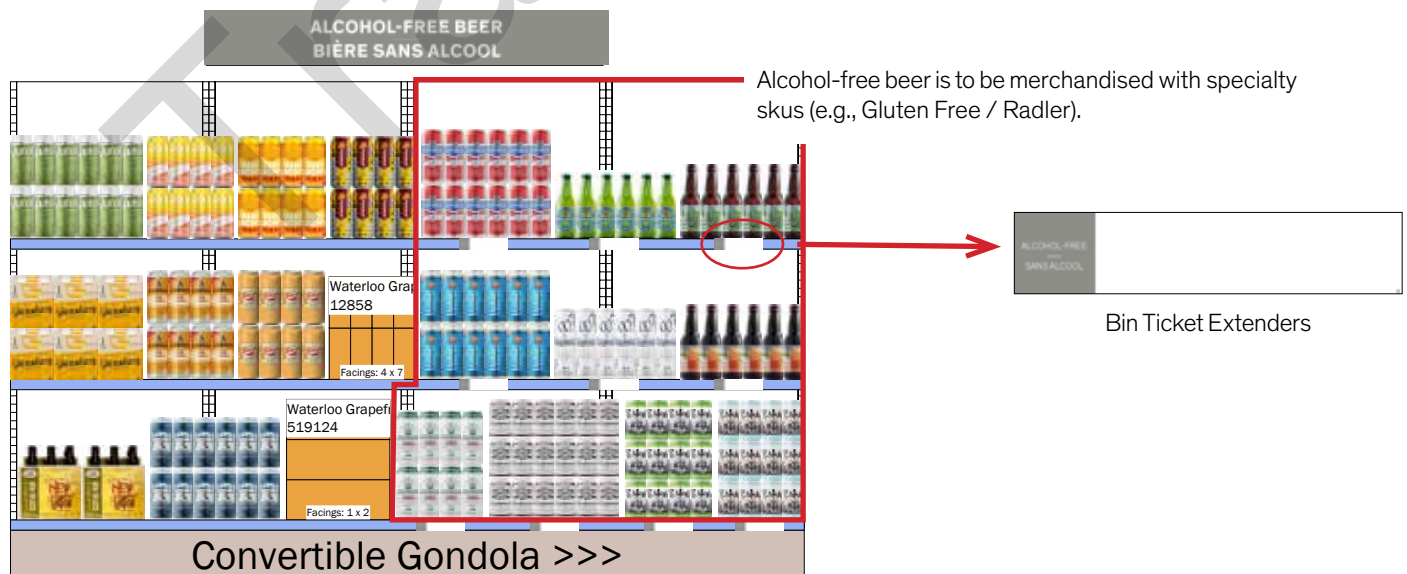 ALCOHOL-FREE BEER
BIÈRE SANS ALCOOL
Alcohol-free beer is to be merchandised with specialty
skus (e.g., Gluten Free / Radler).
ALCOHOL-FREE
SANS ALCOOL
Bin Ticket Extenders
Waterloo Grap
12858
Facings: 4 x 7
Waterloo Grapefr
519124
Facings: 1 x 2
Convertible Gondola >>>